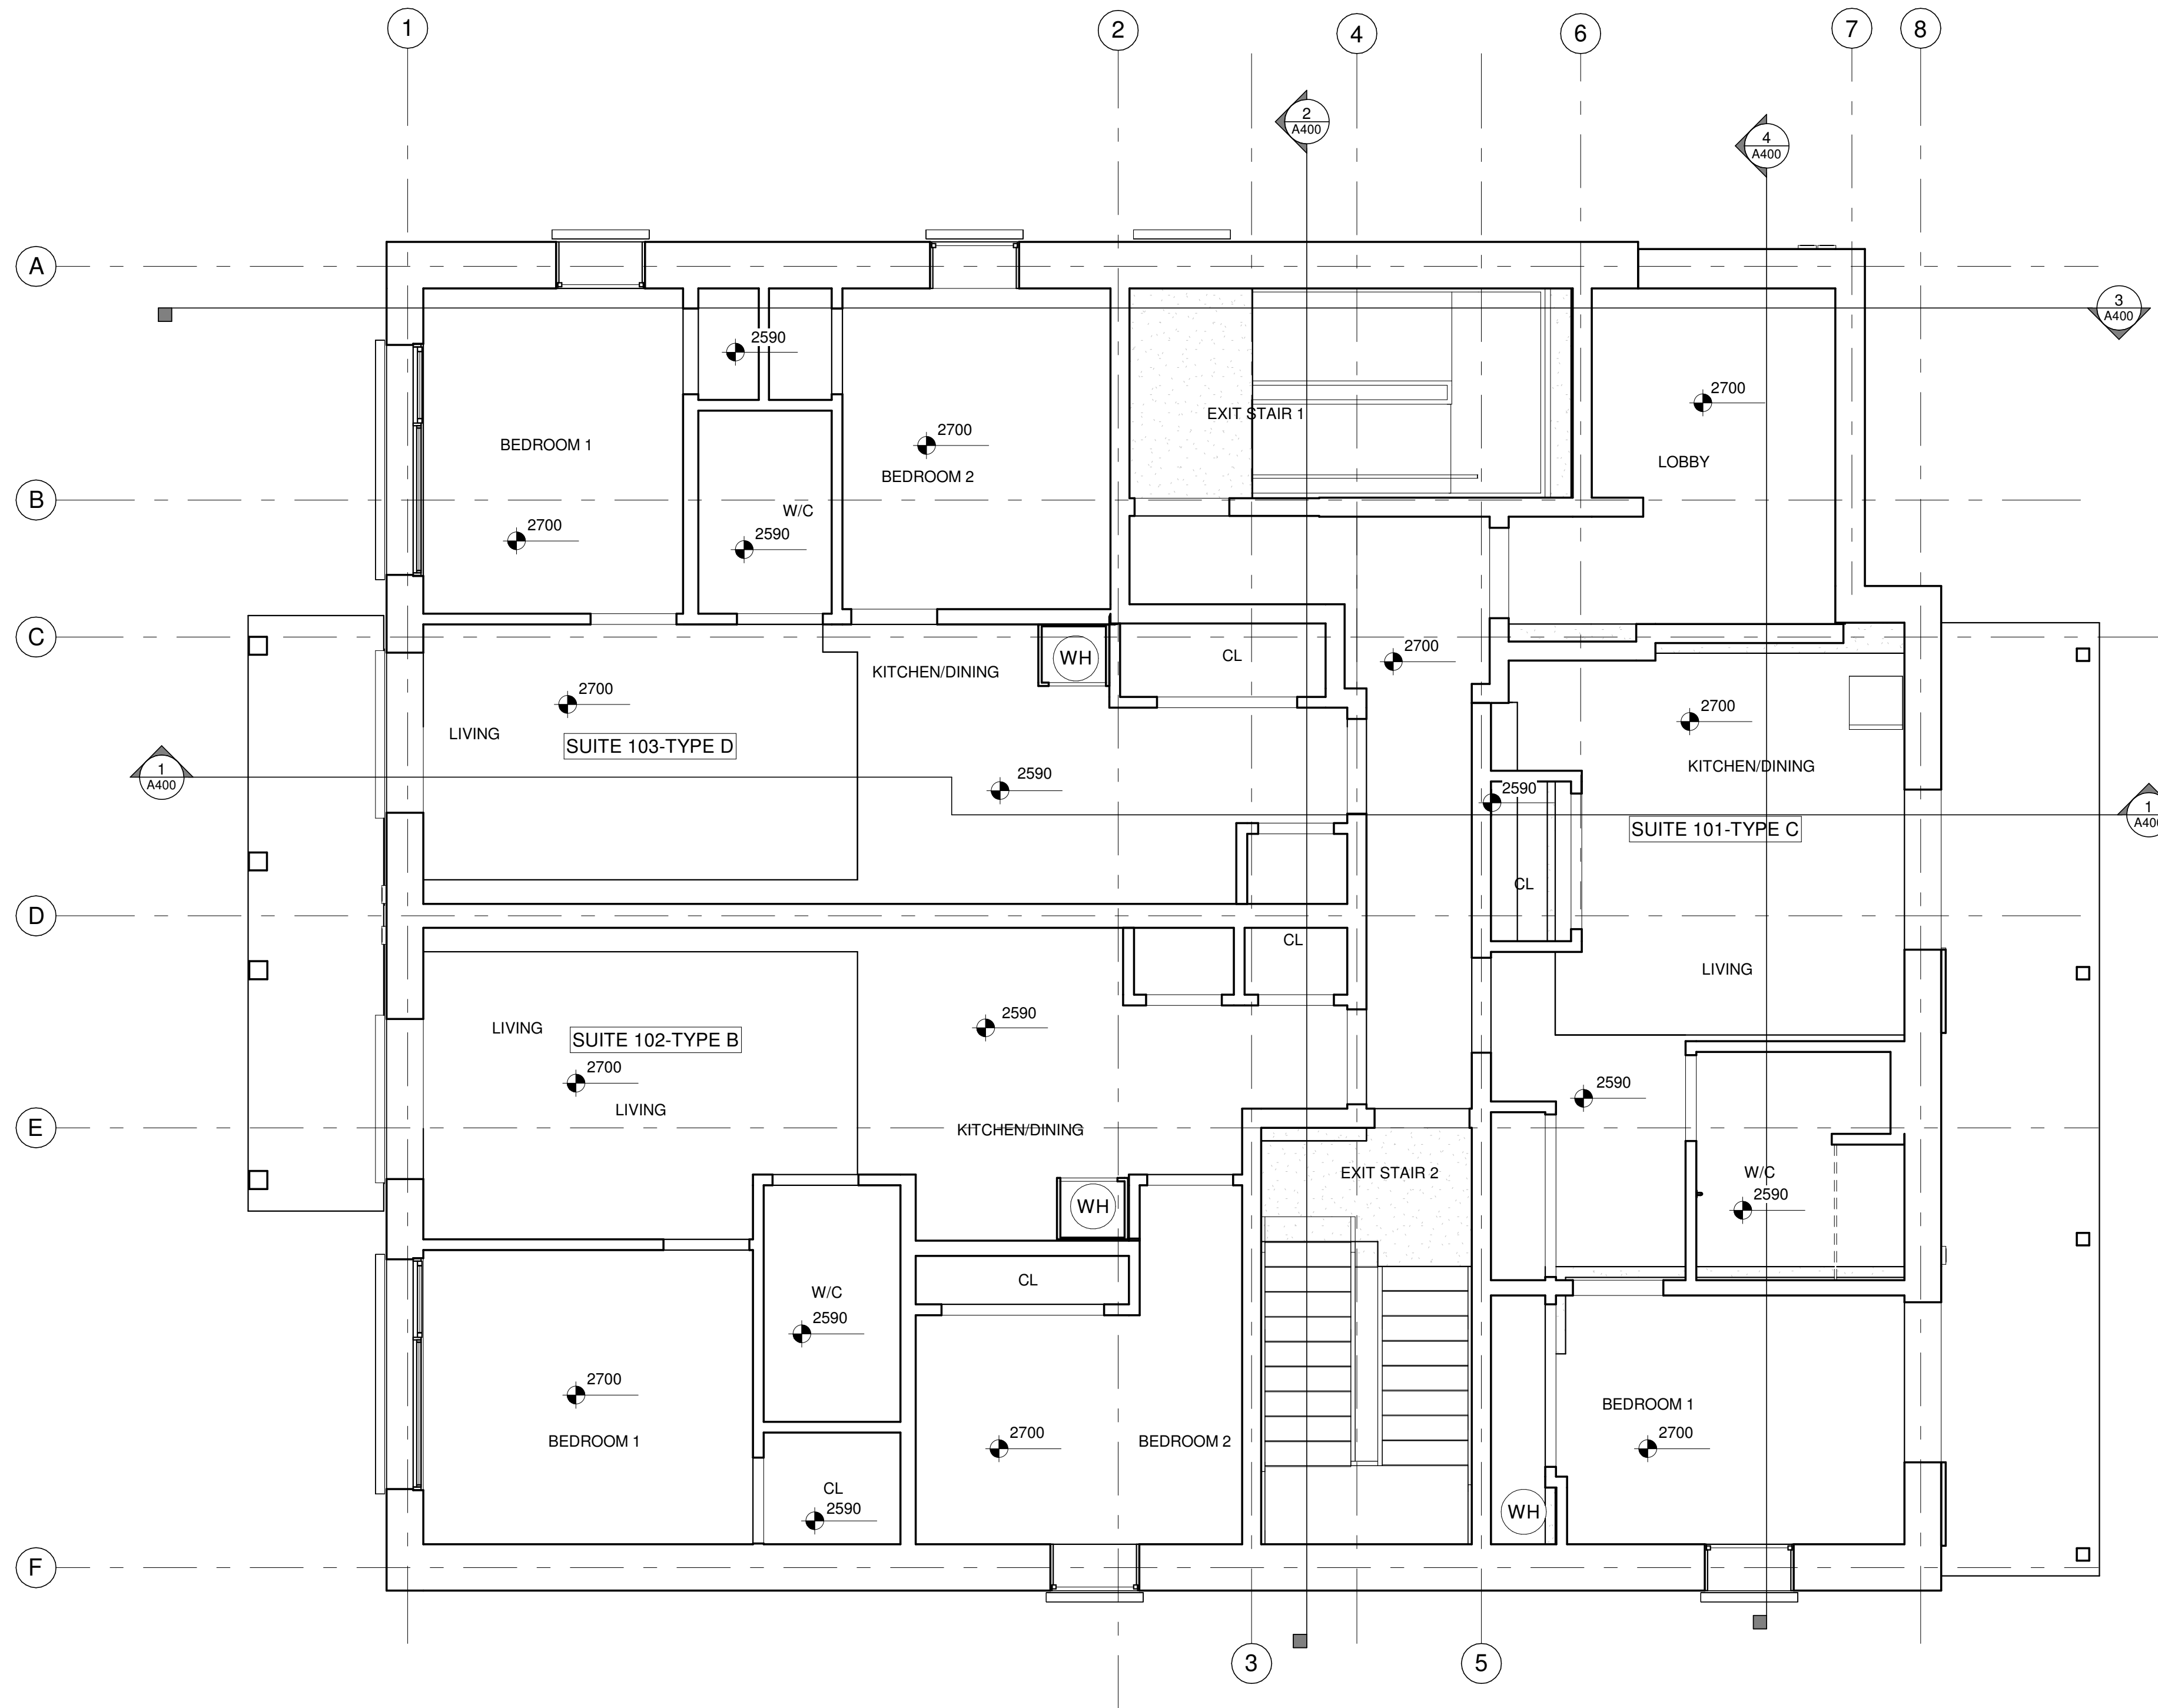 1
2
4
6
7
8
2
A400
4
A400
A
3
A400
2590
2700
EXIT STAIR 1
2700
BEDROOM 1
BEDROOM 2
LOBBY
B
W/C
2700
2590
C
WH
CL
2700
KITCHEN/DINING
2700
2700
LIVING
SUITE 103-TYPE D
KITCHEN/DINING
1
A400
2590
2590
1
A400
SUITE 101-TYPE C
CL
D
CL
LIVING
2590
LIVING
SUITE 102-TYPE B
2700
2590
LIVING
E
KITCHEN/DINING
EXIT STAIR 2
W/C
2590
WH
CL
W/C
2590
2700
BEDROOM 1
2700
2700
BEDROOM 1
BEDROOM 2
CL
2590
WH
F
3
5